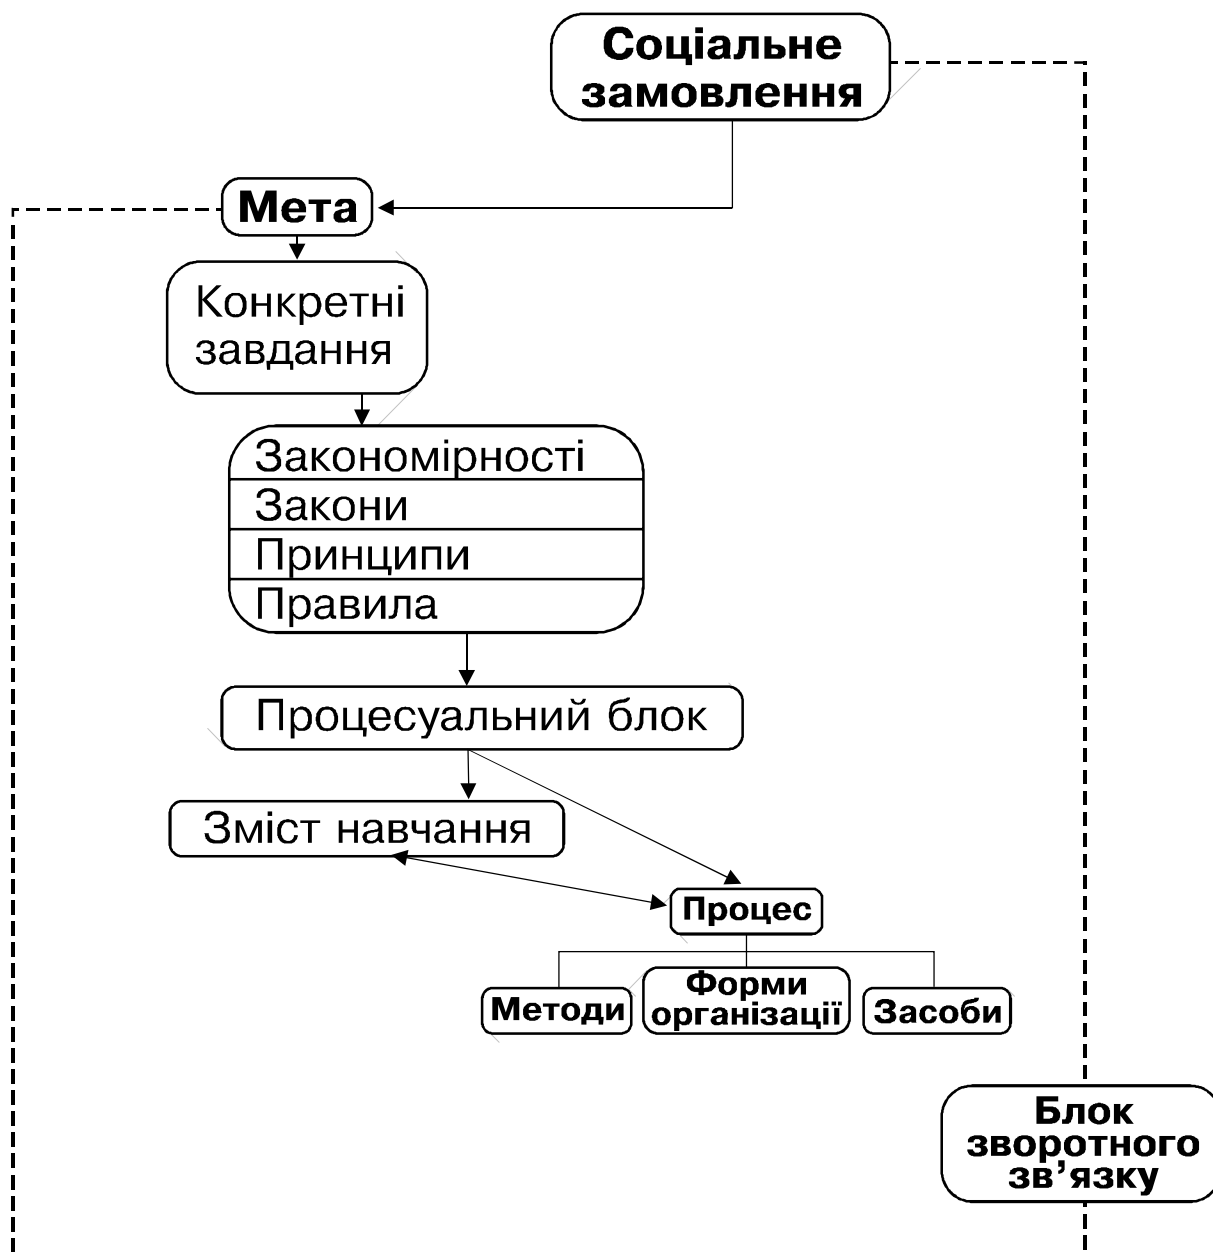 Соціальне
замовлення
Мета
Конкретні
завдання
Закономірності
Закони
Принципи
Правила
Процесуальний блок
Зміст навчання
Процес
Методи
Форми
організації
Засоби
Блок
зворотного
зв’язку